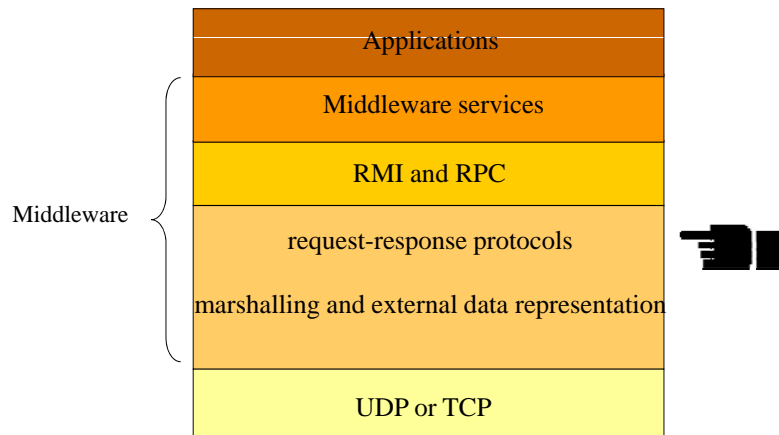 Applications
Middleware services
RMI and RPC
Middleware
request-response protocols
marshalling and external data representation
UDP or TCP